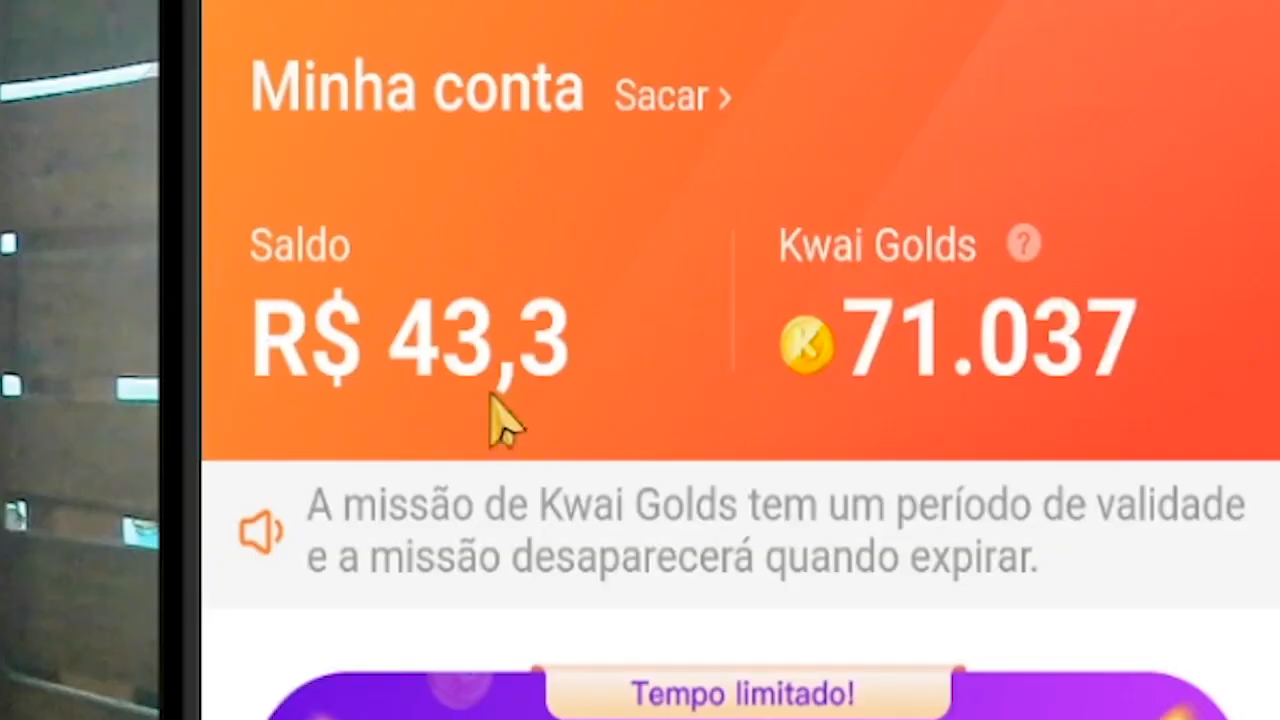 Minha conta Sacar ›
Saldo
Kwai Golds ?
R$ 43,3
K 71.037
A missão de Kwai Golds tem um período de validade
e a missão desaparecerá quando expirar.
Tempo limitado!